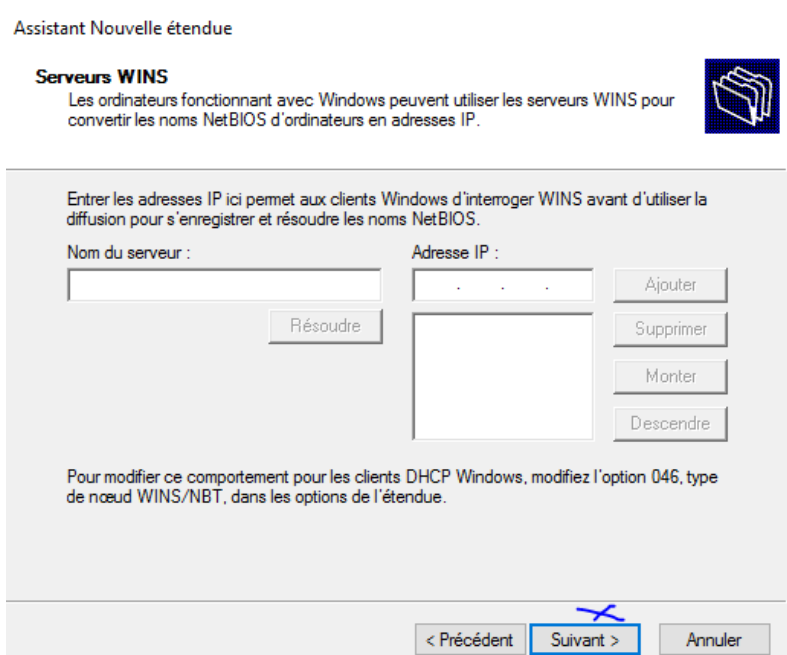 Assistant Nouvelle étendue
Serveurs WINS
Les ordinateurs fonctionnant avec Windows peuvent utiliser les serveurs WINS pour
convertir les noms NetBIOS d'ordinateurs en adresses IP.
Entrer les adresses IP ici permet aux clients Windows d'interroger WINS avant d'utiliser la
diffusion pour s'enregistrer et résoudre les noms NetBIOS.
Nom du serveur :
Adresse IP :
. . .
Ajouter
Résoudre
Supprimer
Monter
Descendre
Pour modifier ce comportement pour les clients DHCP Windows, modifiez l'option 046, type
de nœud WINS/NBT, dans les options de l'étendue.
< Précédent
Suivant >
Annuler